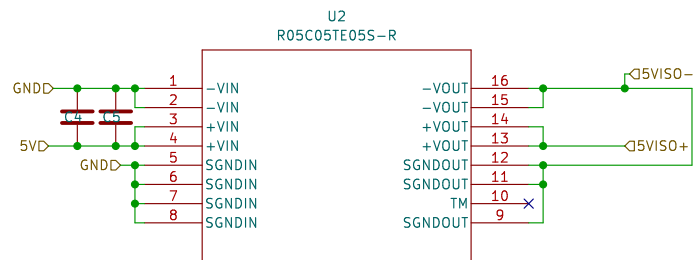 U2
R05C05TE05S-R
GND 1 -VIN -VOUT 16 5VISO-
C4 C5 2 -VIN -VOUT 15
3 +VIN +VOUT 14
5V 4 +VIN +VOUT 13 5VISO+
GND 5 SGNDIN SGNDOUT 12
6 SGNDIN SGNDOUT 11
7 SGNDIN TM 10
8 SGNDIN SGNDOUT 9